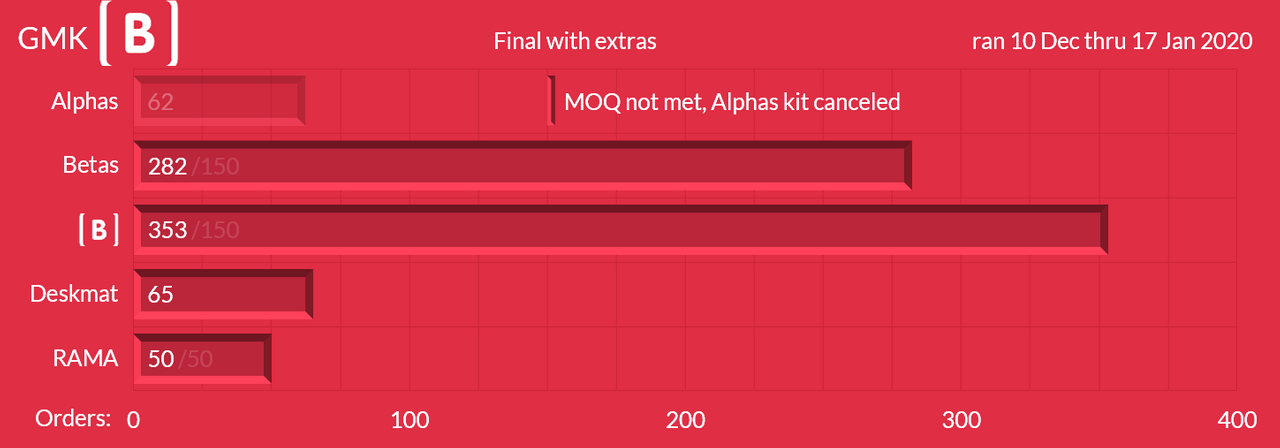 GMK [B]
Final with extras
ran 10 Dec thru 17 Jan 2020
Alphas 62 MOQ not met, Alphas kit canceled
Betas 282 /150
[B] 353 /150
Deskmat 65
RAMA 50 /50
Orders: 0 100 200 300 400